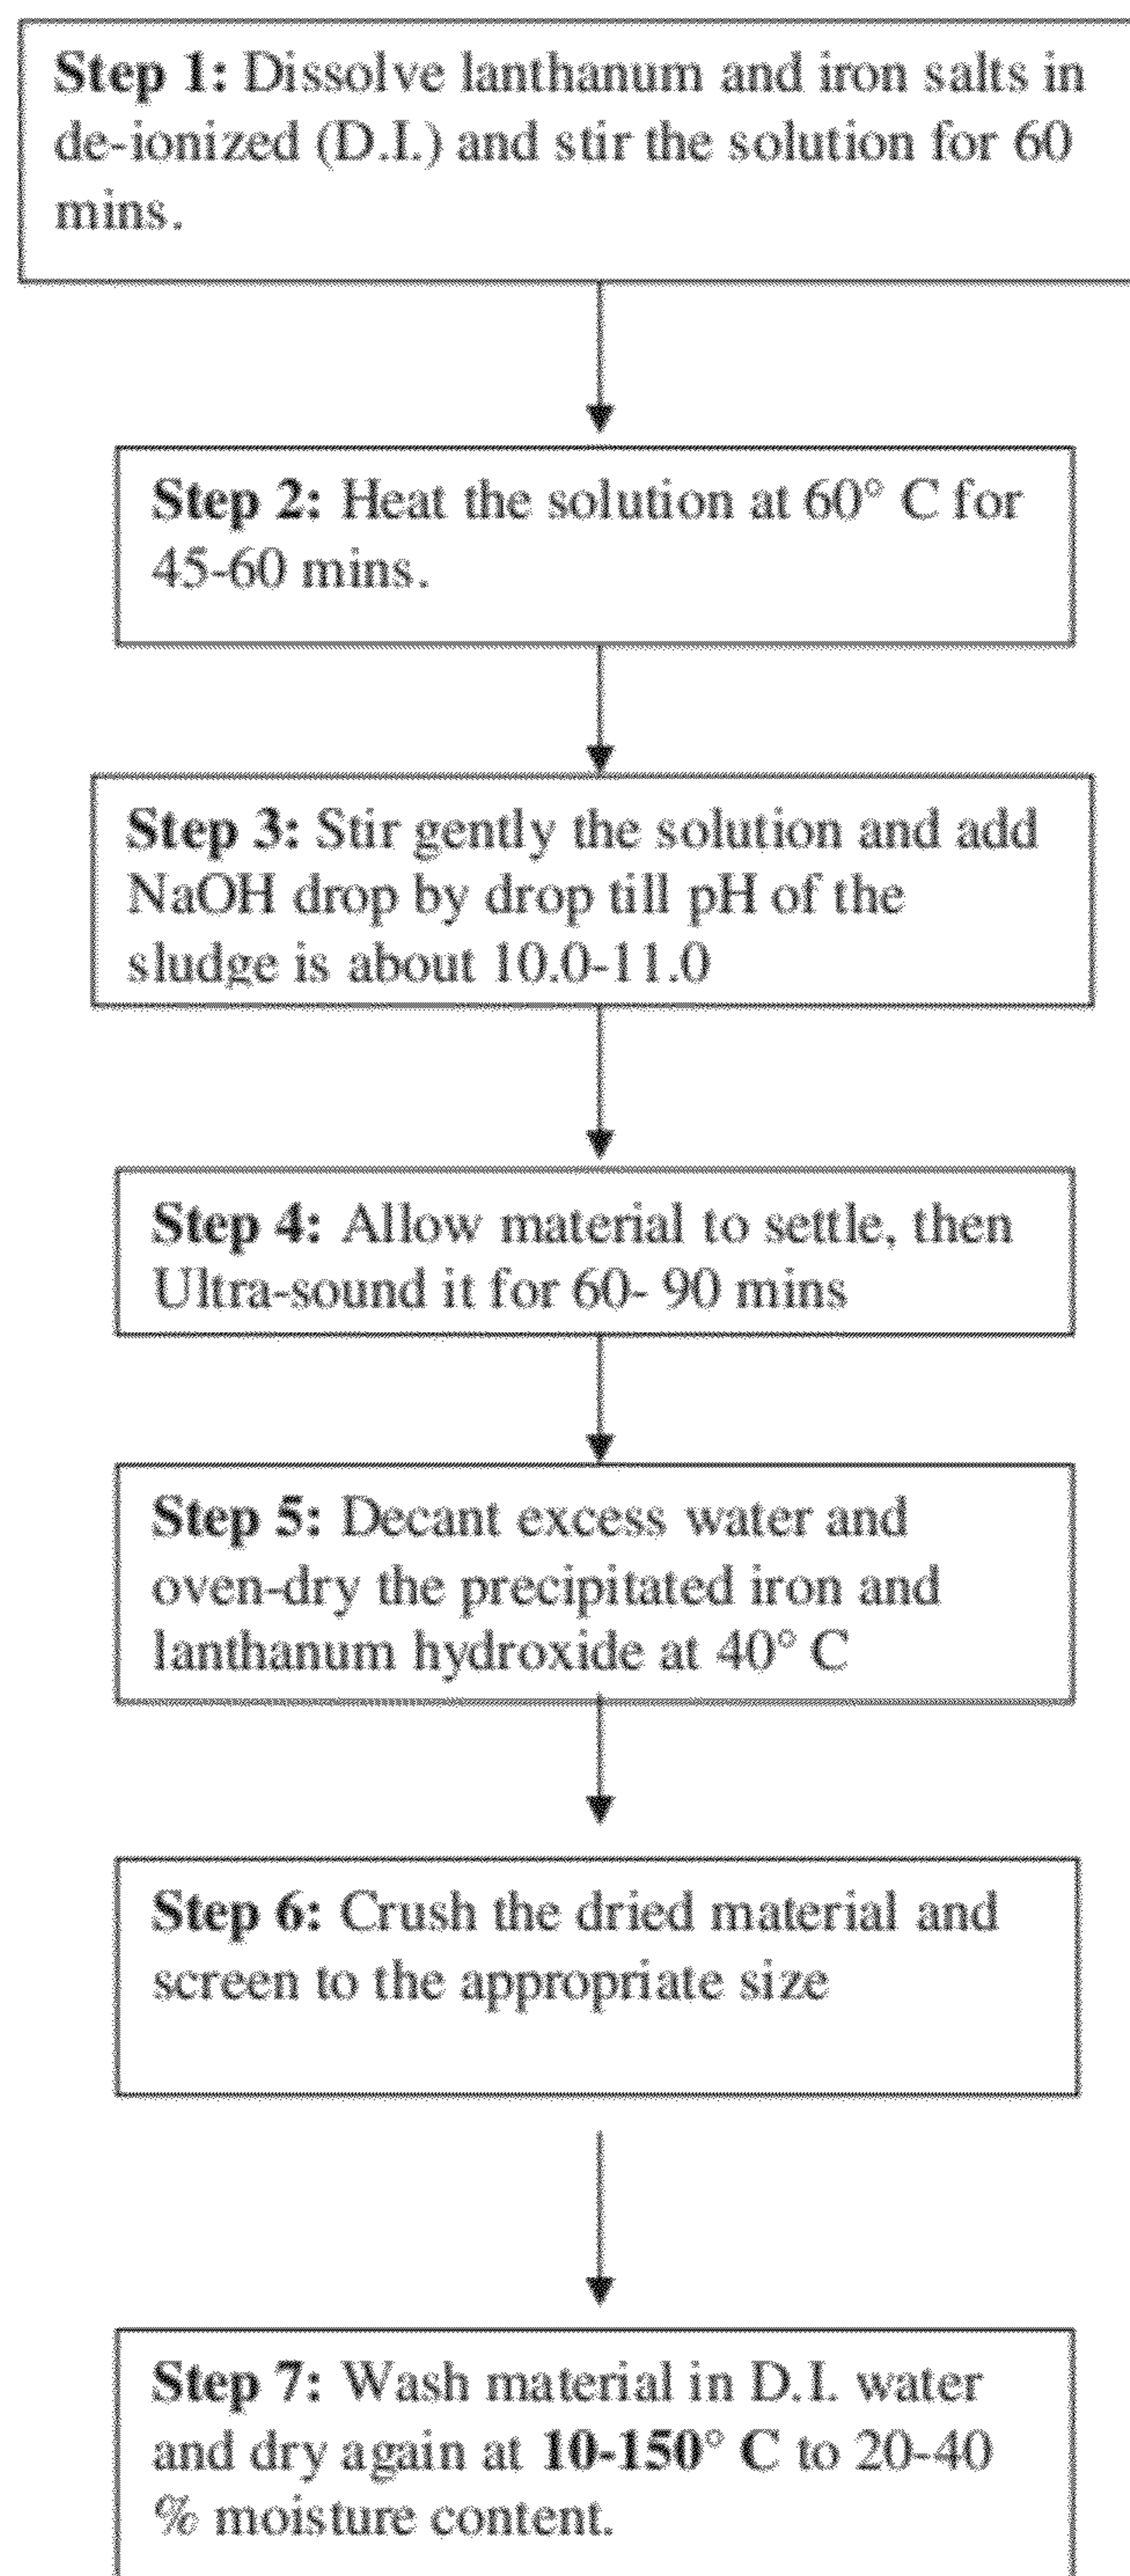 Step 1: Dissolve lanthanum and iron salts in
de-ionized (D.I.) and stir the solution for 60
mins.
Step 2: Heat the solution at 60° C for
45-60 mins.
Step 3: Stir gently the solution and add
NaOH drop by drop till pH of the
sludge is about 10.0-11.0
Step 4: Allow material to settle, then
Ultra-sound it for 60- 90 mins
Step 5: Decant excess water and
oven-dry the precipitated iron and
lanthanum hydroxide at 40° C
Step 6: Crush the dried material and
screen to the appropriate size
Step 7: Wash material in D.I. water
and dry again at 10-150° C to 20-40
% moisture content.